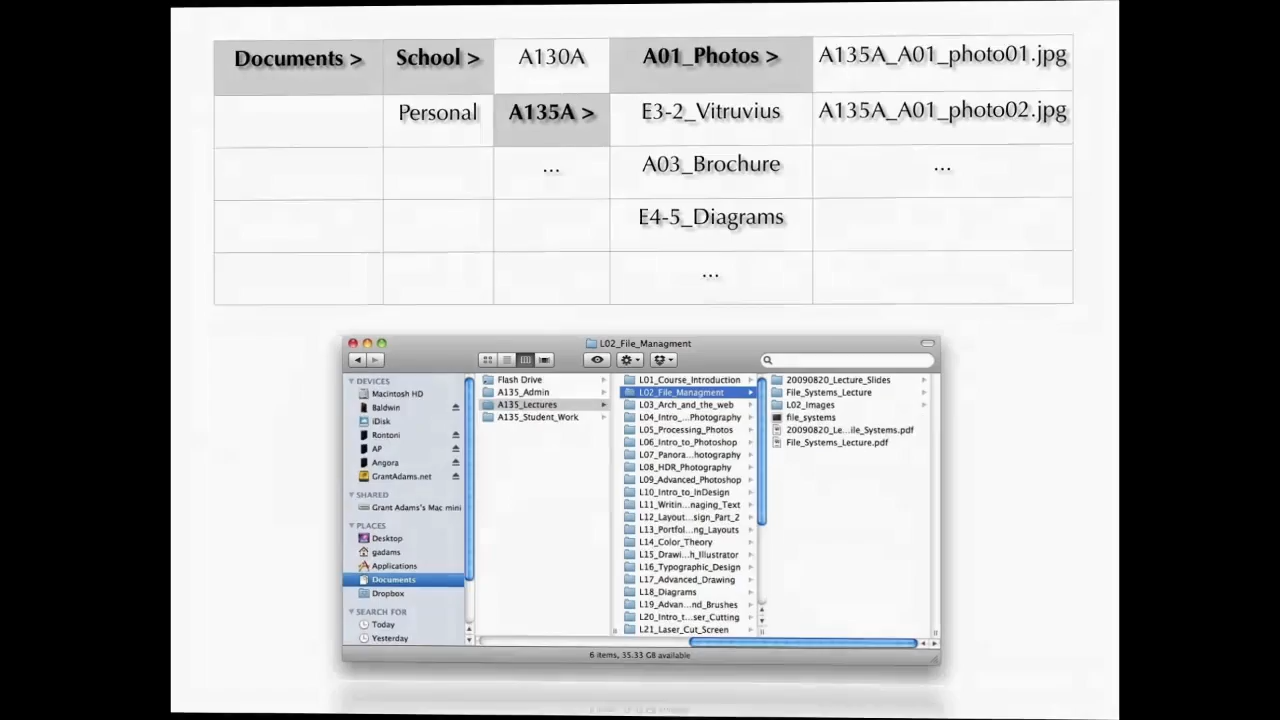 Documents > School > A130A A01_Photos > A135A_A01_photo01.jpg
Personal A135A > E3-2_Vitruvius A135A_A01_photo02.jpg
... A03_Brochure ...
E4-5_Diagrams
...
L02_File_Managment
DEVICES
Macintosh HD
Baldwin
iDisk
Rontoni
AP
Angora
GrantAdams.net
SHARED
Grant Adams's Mac mini
PLACES
Desktop
gadams
Applications
Documents
Dropbox
SEARCH FOR
Today
Yesterday
Flash Drive
A135_Admin
A135_Lectures
A135_Student_Work
L01_Course_Introduction
L02_File_Managment
L03_Arch_and_the_web
L04_Intro_...Photography
L05_Processing_Photos
L06_Intro_to_Photoshop
L07_Panora...hotography
L08_HDR_Photography
L09_Advanced_Photoshop
L10_Intro_to_InDesign
L11_Writin...naging_Text
L12_Layout...sign_Part_2
L13_Portfol...ng_Layouts
L14_Color_Theory
L15_Drawi...h_Illustrator
L16_Typographic_Design
L17_Advanced_Drawing
L18_Diagrams
L19_Advan...nd_Brushes
L20_Intro_t...ser_Cutting
L21_Laser_Cut_Screen
20090820_Lecture_Slides
File_Systems_Lecture
L02_Images
file_systems
20090820_Le...ile_Systems.pdf
File_Systems_Lecture.pdf
6 items, 35.33 GB available